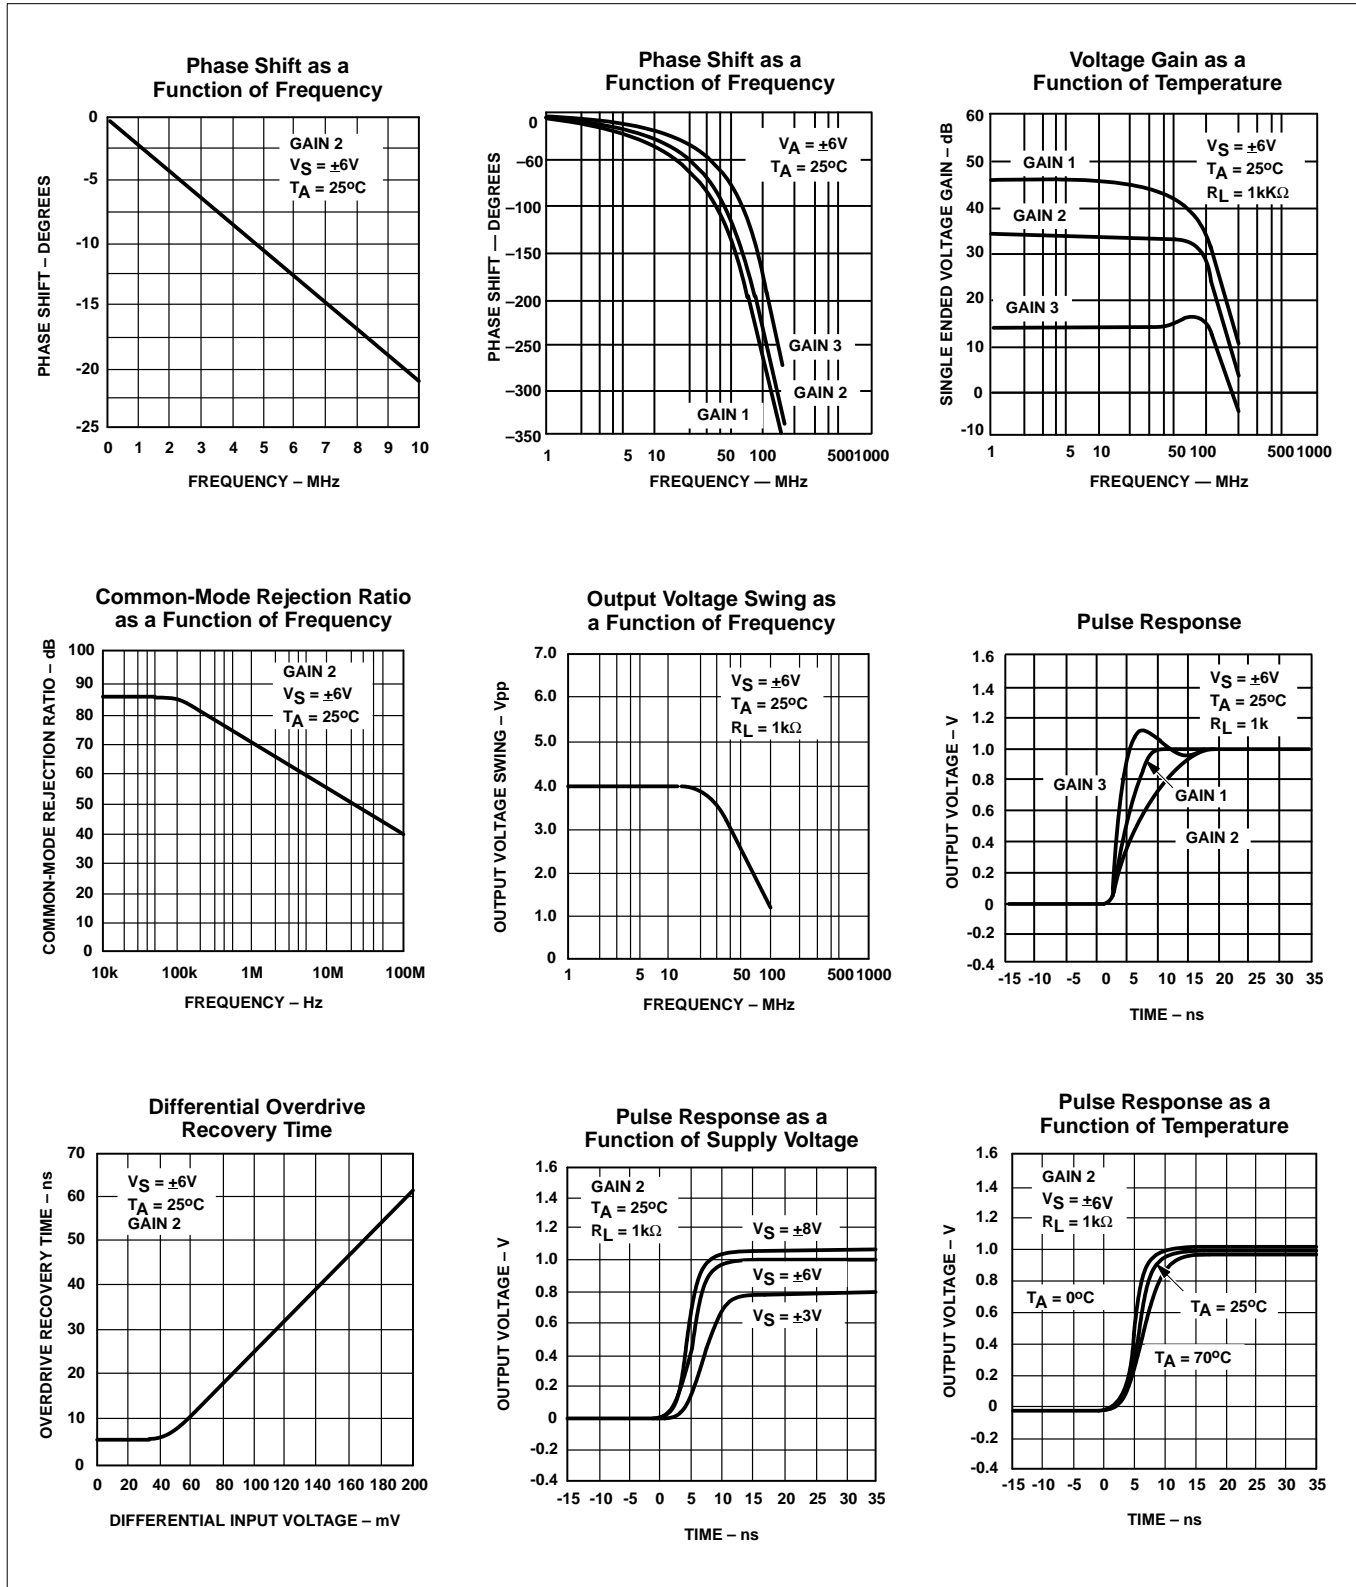 Phase Shift as a
Function of Frequency
PHASE SHIFT – DEGREES
0
-5
-10
-15
-20
-25
GAIN 2
VS = ±6V
TA = 25oC
0 1 2 3 4 5 6 7 8 9 10
FREQUENCY – MHz
Phase Shift as a
Function of Frequency
PHASE SHIFT — DEGREES
0
–60
–100
–150
–200
–250
–300
–350
VA = ±6V
TA = 25oC
GAIN 3
GAIN 2
GAIN 1
1 5 10 50 100 500 1000
FREQUENCY — MHz
Voltage Gain as a
Function of Temperature
SINGLE ENDED VOLTAGE GAIN – dB
60
50
40
30
20
10
0
-10
VS = ±6V
TA = 25oC
RL = 1kKΩ
GAIN 1
GAIN 2
GAIN 3
1 5 10 50 100 500 1000
FREQUENCY — MHz
Common-Mode Rejection Ratio
as a Function of Frequency
COMMON-MODE REJECTION RATIO – dB
100
90
80
70
60
50
40
30
20
10
0
GAIN 2
VS = ±6V
TA = 25oC
10k 100k 1M 10M 100M
FREQUENCY – Hz
Output Voltage Swing as
a Function of Frequency
OUTPUT VOLTAGE SWING – Vpp
7.0
6.0
5.0
4.0
3.0
2.0
1.0
0
VS = ±6V
TA = 25oC
RL = 1kΩ
1 5 10 50 100 500 1000
FREQUENCY – MHz
Pulse Response
OUTPUT VOLTAGE – V
1.6
1.4
1.2
1.0
0.8
0.6
0.4
0.2
0
-0.2
-0.4
VS = ±6V
TA = 25oC
RL = 1k
GAIN 3
GAIN 1
GAIN 2
-15 -10 -5 0 5 10 15 20 25 30 35
TIME – ns
Differential Overdrive
Recovery Time
OVERDRIVE RECOVERY TIME – ns
70
60
50
40
30
20
10
0
VS = ±6V
TA = 25oC
GAIN 2
0 20 40 60 80 100 120 140 160 180 200
DIFFERENTIAL INPUT VOLTAGE – mV
Pulse Response as a
Function of Supply Voltage
OUTPUT VOLTAGE – V
1.6
1.4
1.2
1.0
0.8
0.6
0.4
0.2
0
-0.2
-0.4
GAIN 2
TA = 25oC
RL = 1kΩ
VS = ±8V
VS = ±6V
VS = ±3V
-15 -10 -5 0 5 10 15 20 25 30 35
TIME – ns
Pulse Response as a
Function of Temperature
OUTPUT VOLTAGE – V
1.6
1.4
1.2
1.0
0.8
0.6
0.4
0.2
0
-0.2
-0.4
GAIN 2
VS = ±6V
RL = 1kΩ
TA = 0oC
TA = 25oC
TA = 70oC
-15 -10 -5 0 5 10 15 20 25 30 35
TIME – ns